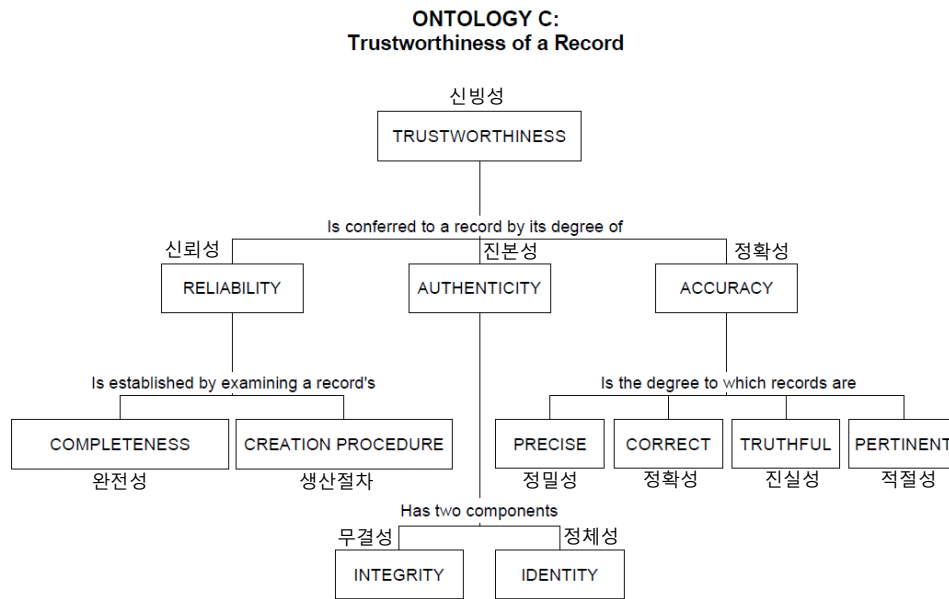 ONTOLOGY C:
Trustworthiness of a Record
신빙성
TRUSTWORTHINESS
Is conferred to a record by its degree of
신뢰성
진본성
정확성
RELIABILITY
AUTHENTICITY
ACCURACY
Is established by examining a record's
Is the degree to which records are
COMPLETENESS
CREATION PROCEDURE
PRECISE
CORRECT
TRUTHFUL
PERTINENT
완전성
생산절차
정밀성
정확성
진실성
적절성
Has two components
무결성
정체성
INTEGRITY
IDENTITY